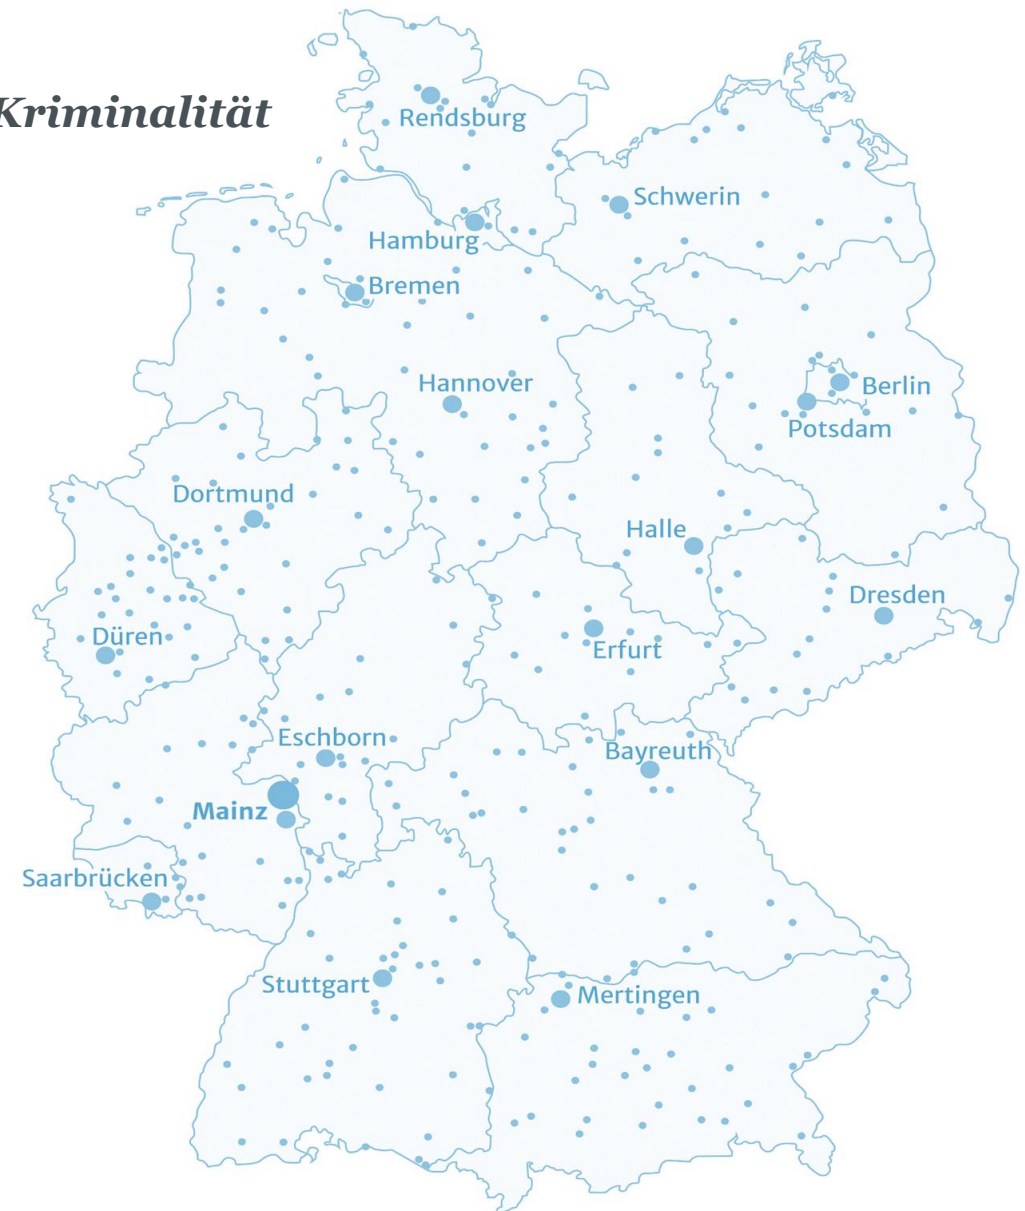 Kriminalität
Rendsburg
Schwerin
Hamburg
Bremen
Hannover
Berlin
Potsdam
Dortmund
Halle
Dresden
Düren
Erfurt
Eschborn
Bayreuth
Mainz
Saarbrücken
Stuttgart
Mertingen